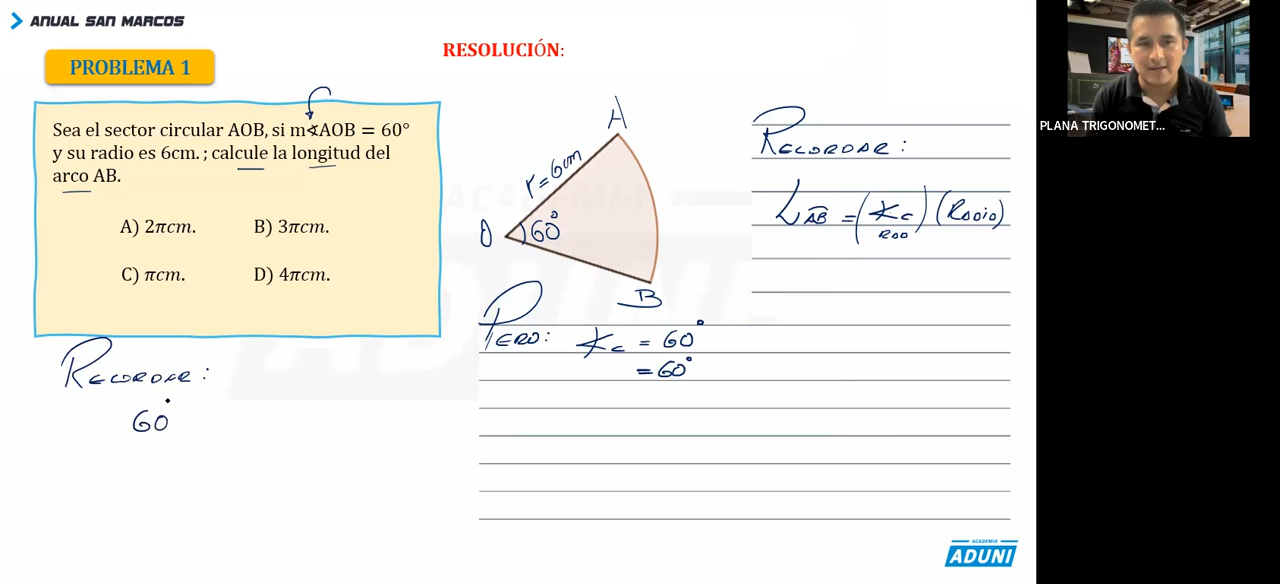 ANUAL SAN MARCOS
PROBLEMA 1
Sea el sector circular AOB, si m∢AOB = 60°
y su radio es 6cm. ; calcule la longitud del
arco AB.
A) 2πcm. B) 3πcm.
C) πcm. D) 4πcm.
RECORDAR:
60°
RESOLUCIÓN:
A
r = 6cm
O 60°
B
PERO: ∢c = 60°
= 60°
RECORDAR:
L AB = (∢c) (RADIO)
RAD
ACADEMIA
ADUNI
PLANA TRIGONOMET...